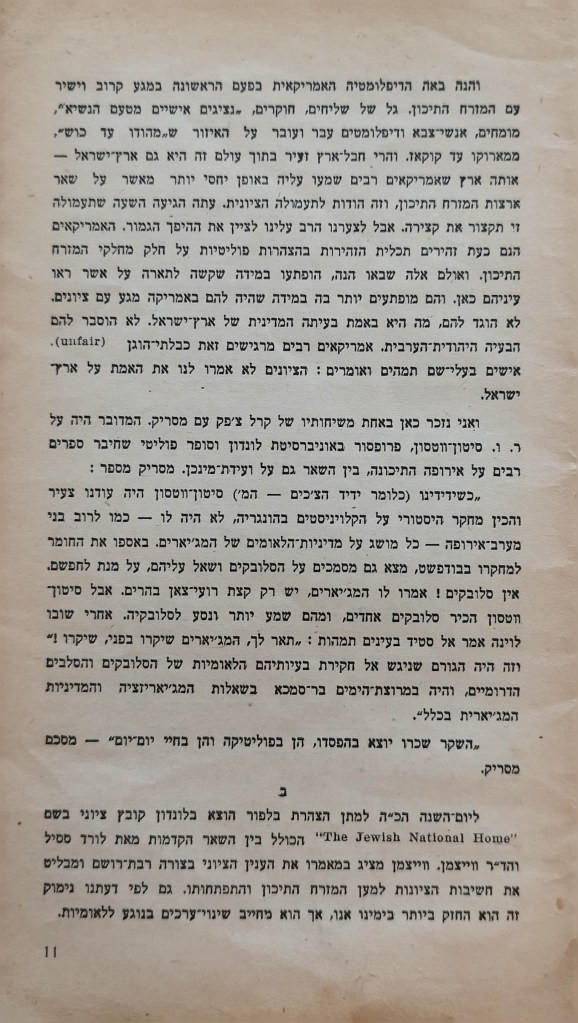 והנה באה הדיפלומטיה האמריקאית בפעם הראשונה במגע קרוב וישיר
עם המזרח התיכון. גל של שליחים, חוקרים, „נציגים אישיים מטעם הנשיא״,
מומחים, אנשי־צבא ודיפלומטים עבר ועובר על האיזור ש„מהודו עד כוש״,
ממארוקו עד קוקאז. והרי חבל־ארץ זעיר בתוך עולם זה היא גם ארץ־ישראל —
אותה ארץ שאמריקאים רבים שמעו עליה באופן יחסי יותר מאשר על שאר
ארצות המזרח התיכון, וזה הודות לתעמולה הציונית. עתה הגיעה השעה שתעמולה
זי תקצור את קצירה. אבל לצערנו הרב עלינו לציין את ההיפך הגמור. האמריקאים
הנם כעת זהירים תכלית הזהירות בהצהרות פוליטיות על חלק מחלקי המזרח
התיכון. ואולם אלה שבאו הנה, הופתעו במידה שקשה לתארה על אשר ראו
עיניהם כאן. והם מופתעים יותר בה במידה שהיה להם באמריקה מגע עם ציונים.
לא הוגד להם, מה היא באמת בעיתה המדינית של ארץ־ישראל. לא הוסבר להם
הבעיה היהודית־הערבית. אמריקאים רבים מרגישים זאת כבלתי־הוגן (unfair).
אישים בעלי־שם תמהים ואומרים: הציונים לא אמרו לנו את האמת על ארץ־
ישראל.
ואני נזכר כאן באחת משיחותיו של קרל צ׳פק עם מסריק. המדובר היה על
ר. ו. סיטון־ווטסון, פרופסור באוניברסיטת לונדון וסופר פוליטי שחיבר ספרים
רבים על אירופה התיכונה, בין השאר גם על ועידת־מינכן. מסריק מספר:
„כשידידינו (כלומר ידיד הצ׳כים — המ׳) סיטון־ווטסון היה עודנו צעיר
והכין מחקר היסטורי על הקלויניסטים בהונגריה, לא היה לו — כמו לרוב בני
מערב־אירופה — כל מושג על מדיניות־הלאומים של המג׳יארים. באספו את החומר
למחקרו בבודפשט, מצא גם מסמכים על הסלובקים ושאל עליהם, על מנת לחפשם.
אין סלובקים! אמרו לו המג׳יארים, יש רק קצת רועי־צאן בהרים. אבל סיטון־
ווטסון הכיר סלובקים אחדים, ומהם שמע יותר ונסע לסלובקיה. אחרי שובו
לוינה אמר אל סטיד בעינים תמהות: „תאר לך, המג׳יארים שיקרו בפני, שיקרו!״
וזה היה הגורם שניגש אל חקירת בעיותיהם הלאומיות של הסלובקים והסלבים
הדרומיים, והיה במרוצת־הימים בר־סמכא בשאלות המג׳יאריזציה והמדיניות
המג׳יארית בכלל״.
„השקר שכרו יוצא בהפסדו, הן בפוליטיקה והן בחיי יום־יום״ — מסכם
מסריק.
ב
ליום־השנה הכ״ה למתן הצהרת בלפור הוצא בלונדון קובץ ציוני בשם
"The Jewish National Home" הכולל בין השאר הקדמות מאת לורד ססיל
והד״ר ווייצמן. ווייצמן מציג במאמרו את הענין הציוני בצורה רבת־רושם ומבליט
את חשיבות הציונות למען המזרח התיכון והתפתחותו. גם לפי דעתנו נימוק
זה הוא החזק ביותר בימינו אנו, אך הוא מחייב שינוי־ערכים בנוגע ללאומיות.
11